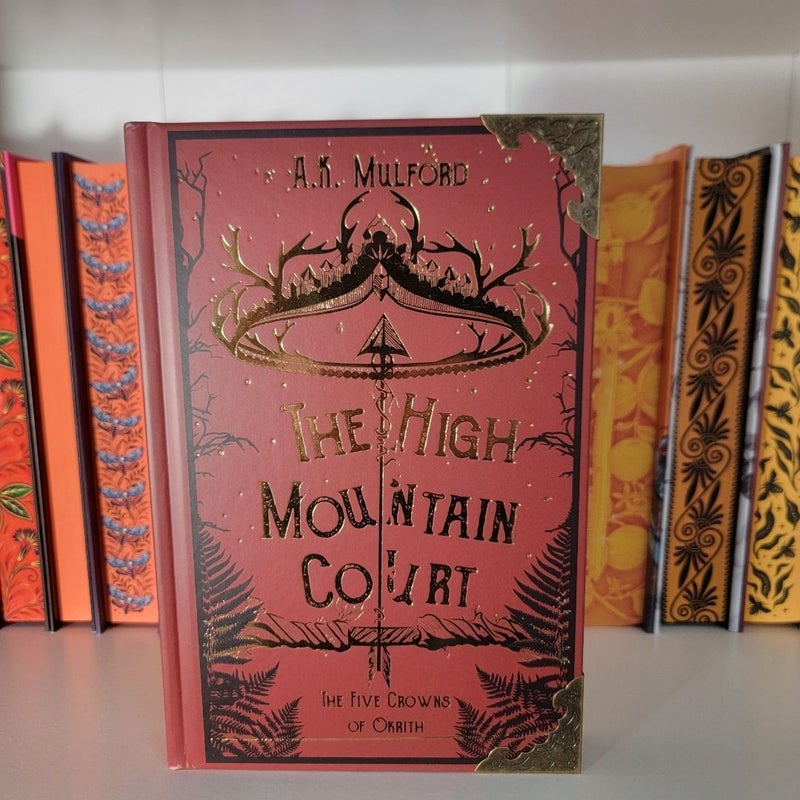 A.K. MULFORD
THE HIGH
MOUNTAIN
COURT
THE FIVE CROWNS
OF OKRITH